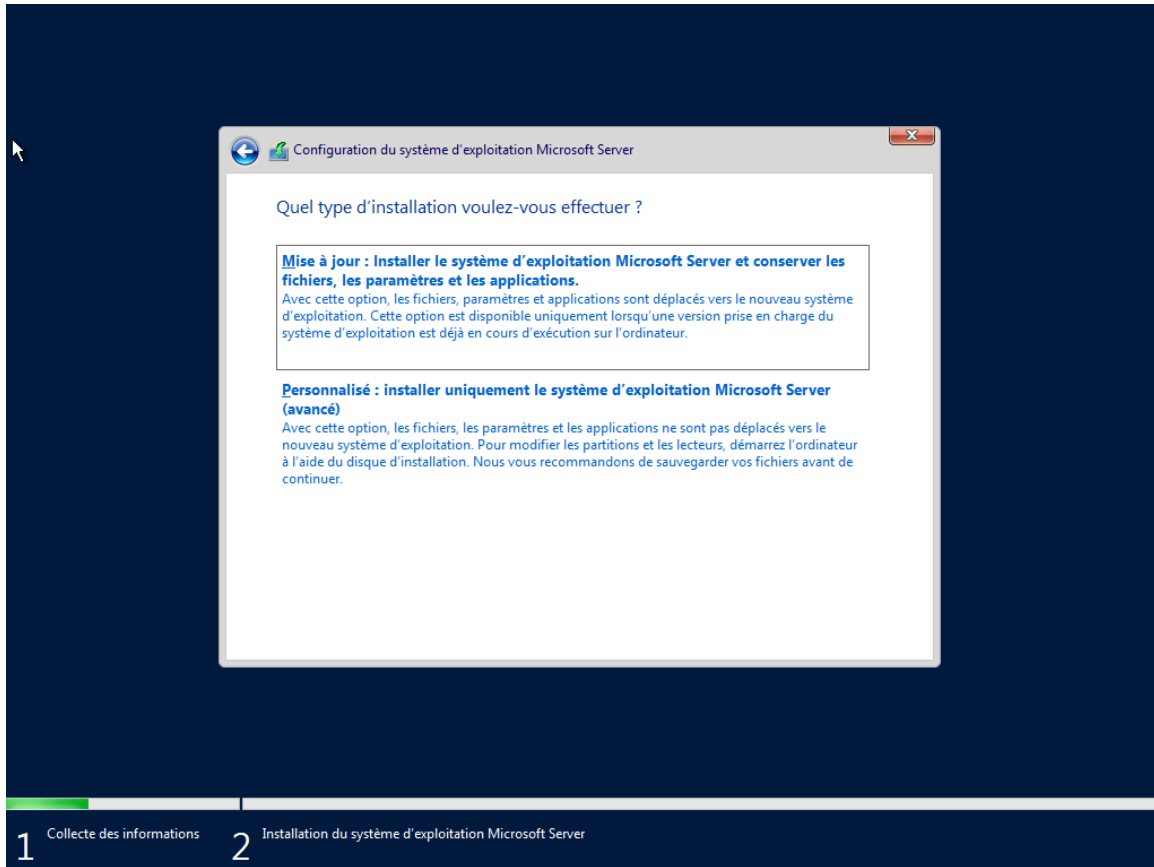 Configuration du système d'exploitation Microsoft Server
Quel type d'installation voulez-vous effectuer ?
Mise à jour : Installer le système d'exploitation Microsoft Server et conserver les
fichiers, les paramètres et les applications.
Avec cette option, les fichiers, paramètres et applications sont déplacés vers le nouveau système
d'exploitation. Cette option est disponible uniquement lorsqu'une version prise en charge du
système d'exploitation est déjà en cours d'exécution sur l'ordinateur.
Personnalisé : installer uniquement le système d'exploitation Microsoft Server
(avancé)
Avec cette option, les fichiers, les paramètres et les applications ne sont pas déplacés vers le
nouveau système d'exploitation. Pour modifier les partitions et les lecteurs, démarrez l'ordinateur
à l'aide du disque d'installation. Nous vous recommandons de sauvegarder vos fichiers avant de
continuer.
1 Collecte des informations
2 Installation du système d'exploitation Microsoft Server